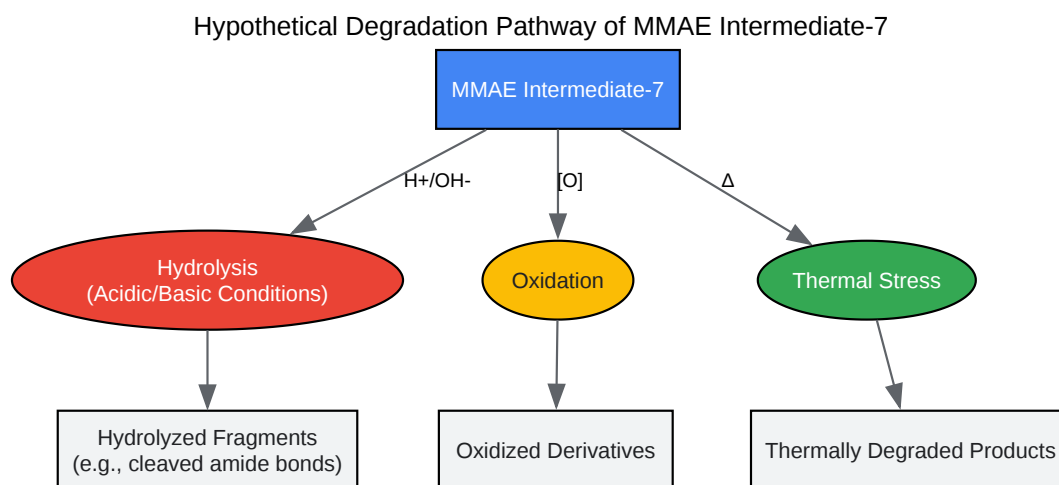 Hypothetical Degradation Pathway of MMAE Intermediate-7
MMAE Intermediate-7
H+/OH-
[O]
Δ
Hydrolysis
(Acidic/Basic Conditions)
Oxidation
Thermal Stress
Hydrolyzed Fragments
(e.g., cleaved amide bonds)
Oxidized Derivatives
Thermally Degraded Products